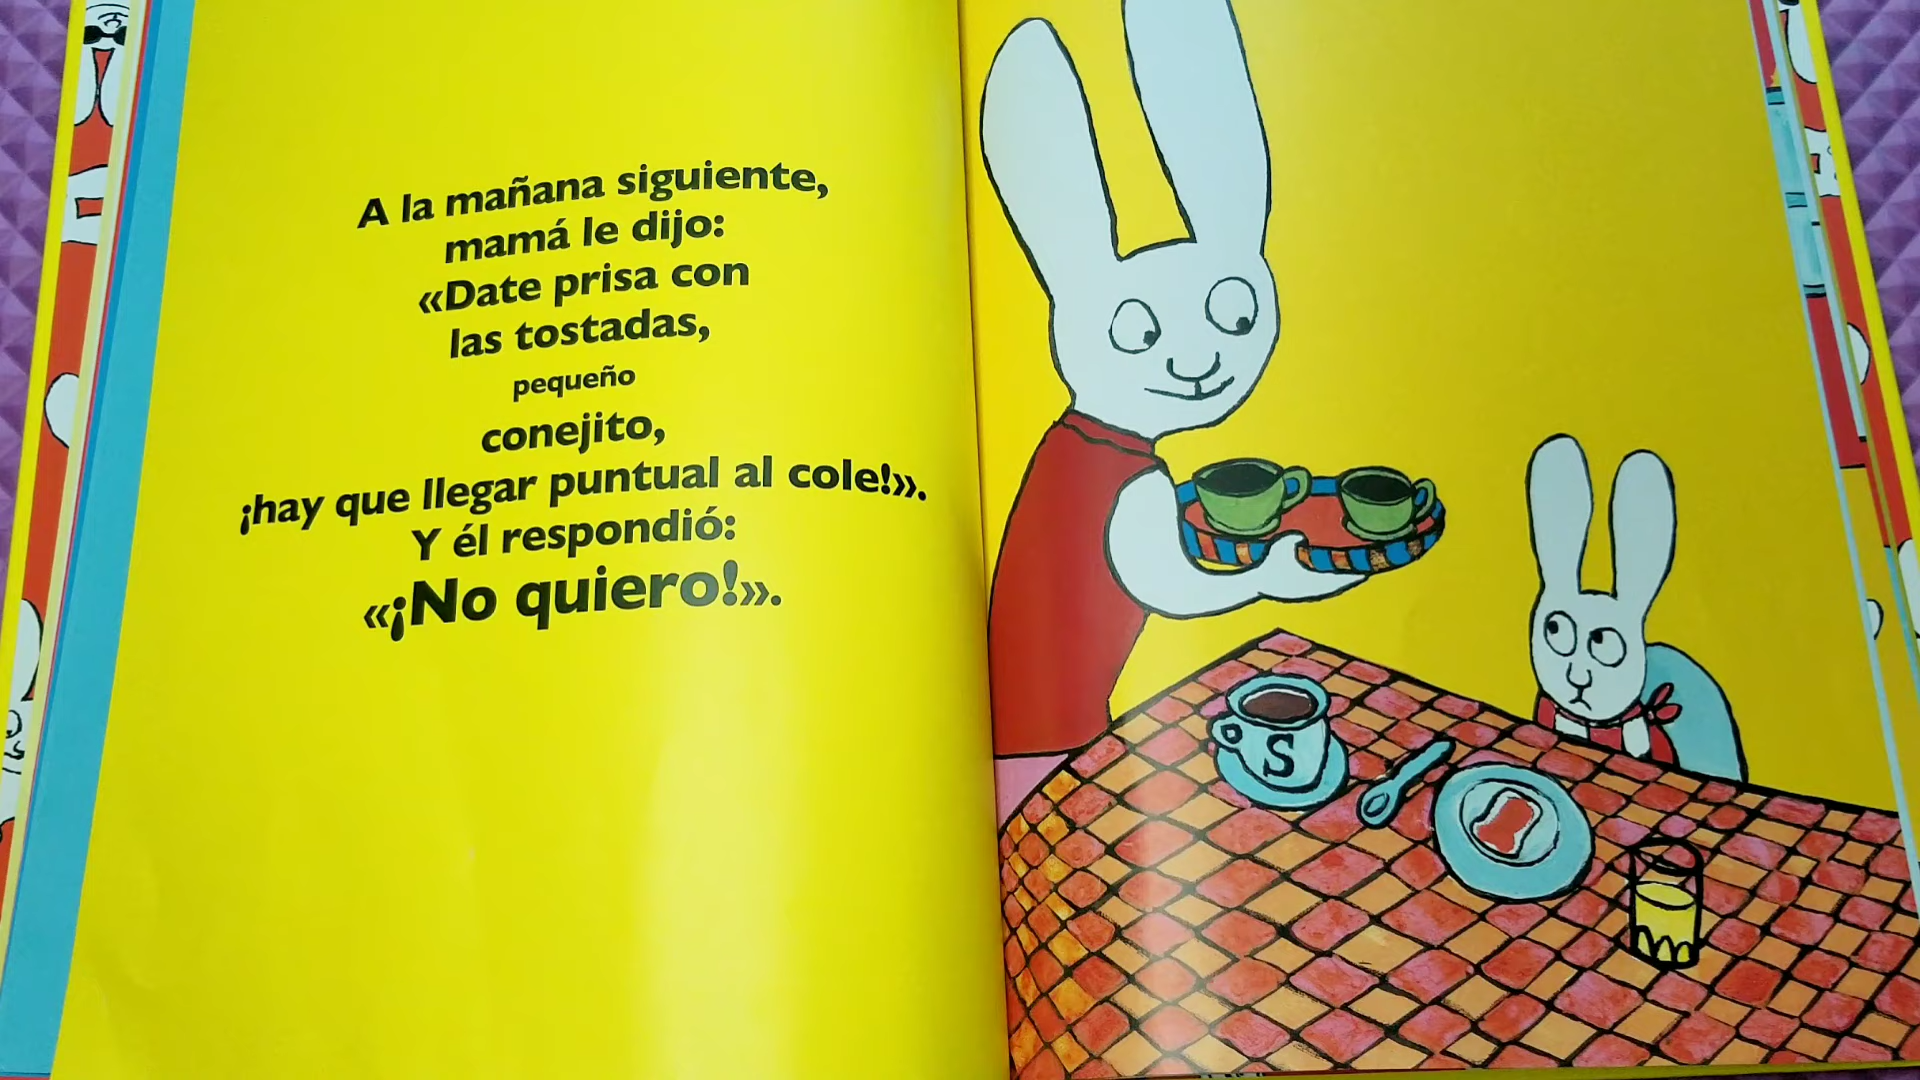 A la mañana siguiente,
mamá le dijo:
«Date prisa con
las tostadas,
pequeño
conejito,
¡hay que llegar puntual al cole!».
Y él respondió:
«¡No quiero!».
S